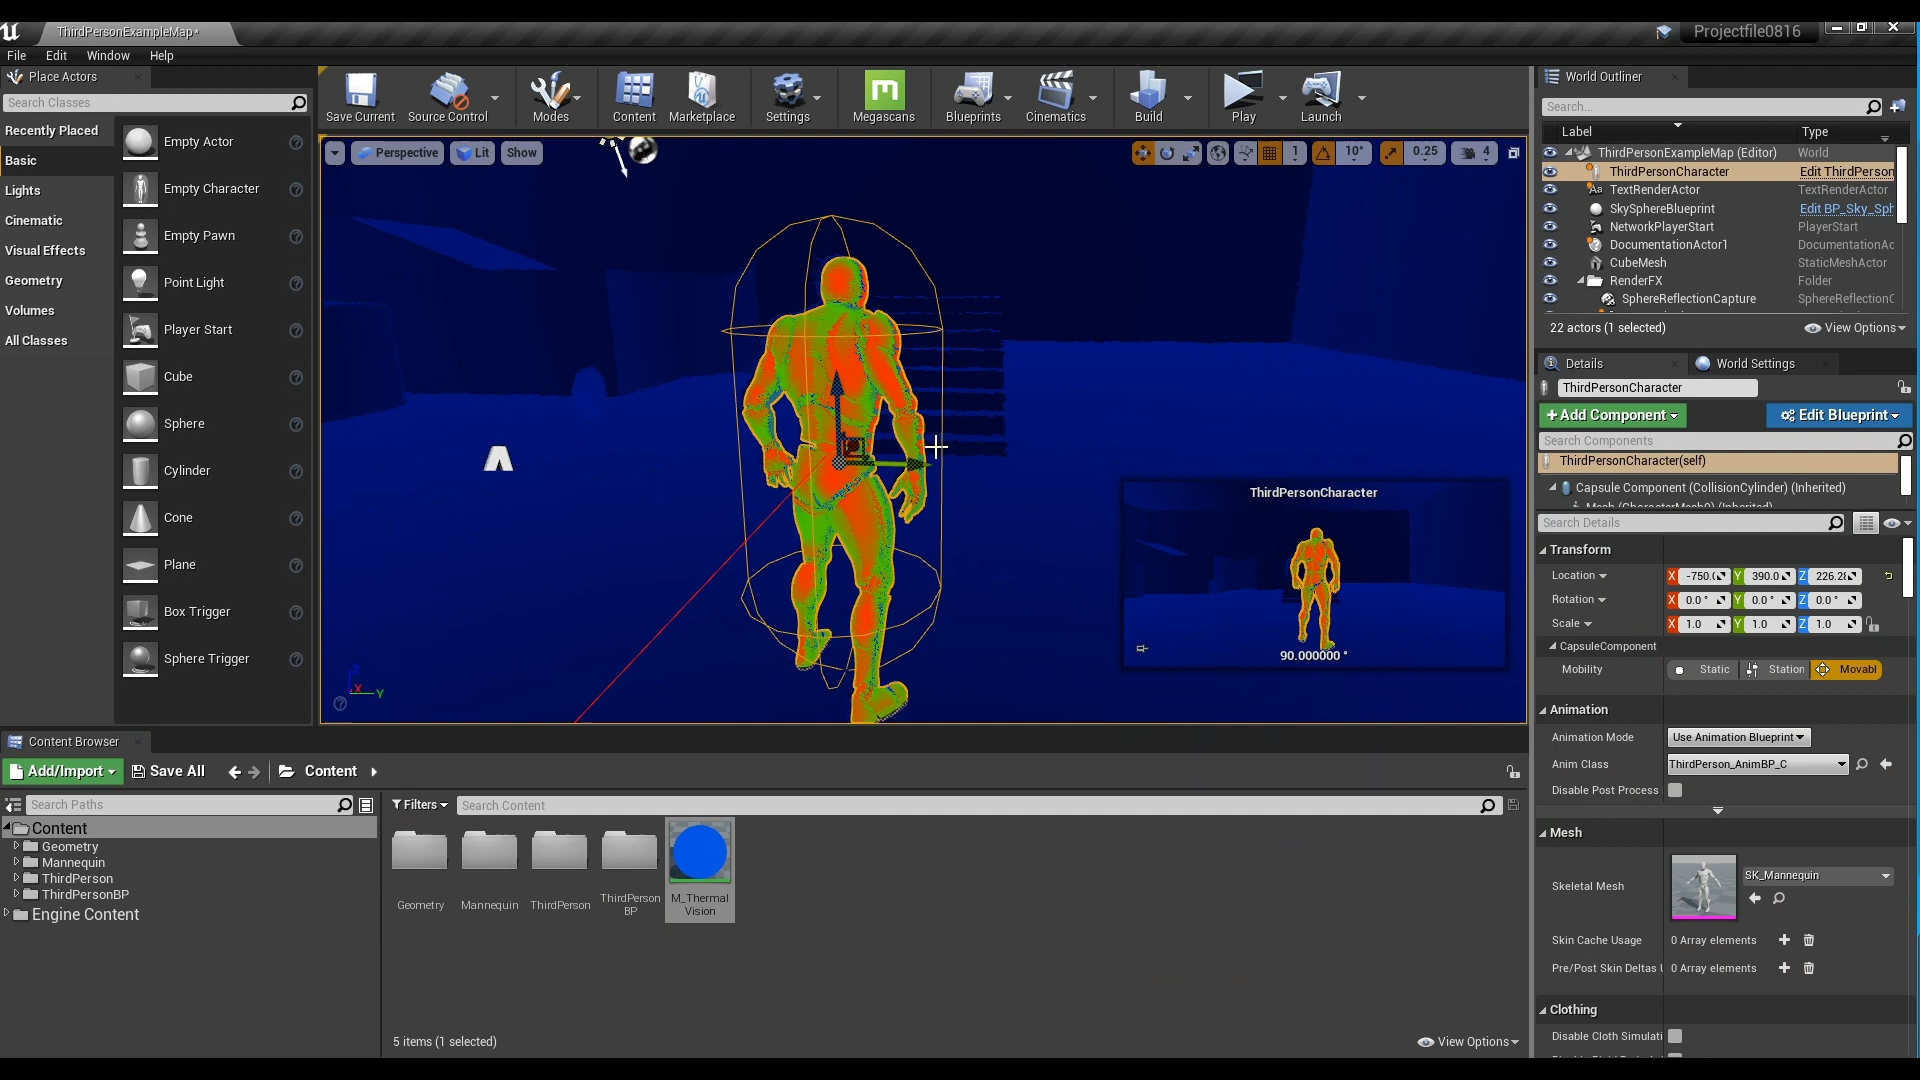 ThirdPersonExampleMap*
Projectfile0816
File Edit Window Help
Place Actors
Search Classes
Recently Placed
Basic
Lights
Cinematic
Visual Effects
Geometry
Volumes
All Classes
Empty Actor
Empty Character
Empty Pawn
Point Light
Player Start
Cube
Sphere
Cylinder
Cone
Plane
Box Trigger
Sphere Trigger
Save Current Source Control Modes Content Marketplace Settings Megascans Blueprints Cinematics Build Play Launch
Perspective Lit Show 1 10° 0.25 4
ThirdPersonCharacter
90.000000 °
Z
X
Y
World Outliner
Search...
Label Type
ThirdPersonExampleMap (Editor) World
ThirdPersonCharacter Edit ThirdPerson
TextRenderActor TextRenderActor
SkySphereBlueprint Edit BP_Sky_Sph
NetworkPlayerStart PlayerStart
DocumentationActor1 DocumentationAc
CubeMesh StaticMeshActor
RenderFX Folder
SphereReflectionCapture SphereReflectionC
22 actors (1 selected) View Options
Details World Settings
ThirdPersonCharacter
+Add Component Edit Blueprint
Search Components
ThirdPersonCharacter(self)
Capsule Component (CollisionCylinder) (Inherited)
Mesh (CharacterMesh0) (Inherited)
Search Details
Transform
Location X -750.( Y 390.0 Z 226.2
Rotation X 0.0 ° Y 0.0 ° Z 0.0 °
Scale X 1.0 Y 1.0 Z 1.0
CapsuleComponent
Mobility Static Station Movabl
Animation
Animation Mode Use Animation Blueprint
Anim Class ThirdPerson_AnimBP_C
Disable Post Process
Mesh
Skeletal Mesh SK_Mannequin
Skin Cache Usage 0 Array elements
Pre/Post Skin Deltas U 0 Array elements
Clothing
Disable Cloth Simulati
Content Browser
Add/Import Save All Content
Search Paths
Content
Geometry
Mannequin
ThirdPerson
ThirdPersonBP
Engine Content
Filters Search Content
Geometry Mannequin ThirdPerson ThirdPerson M_Thermal
BP Vision
5 items (1 selected) View Options